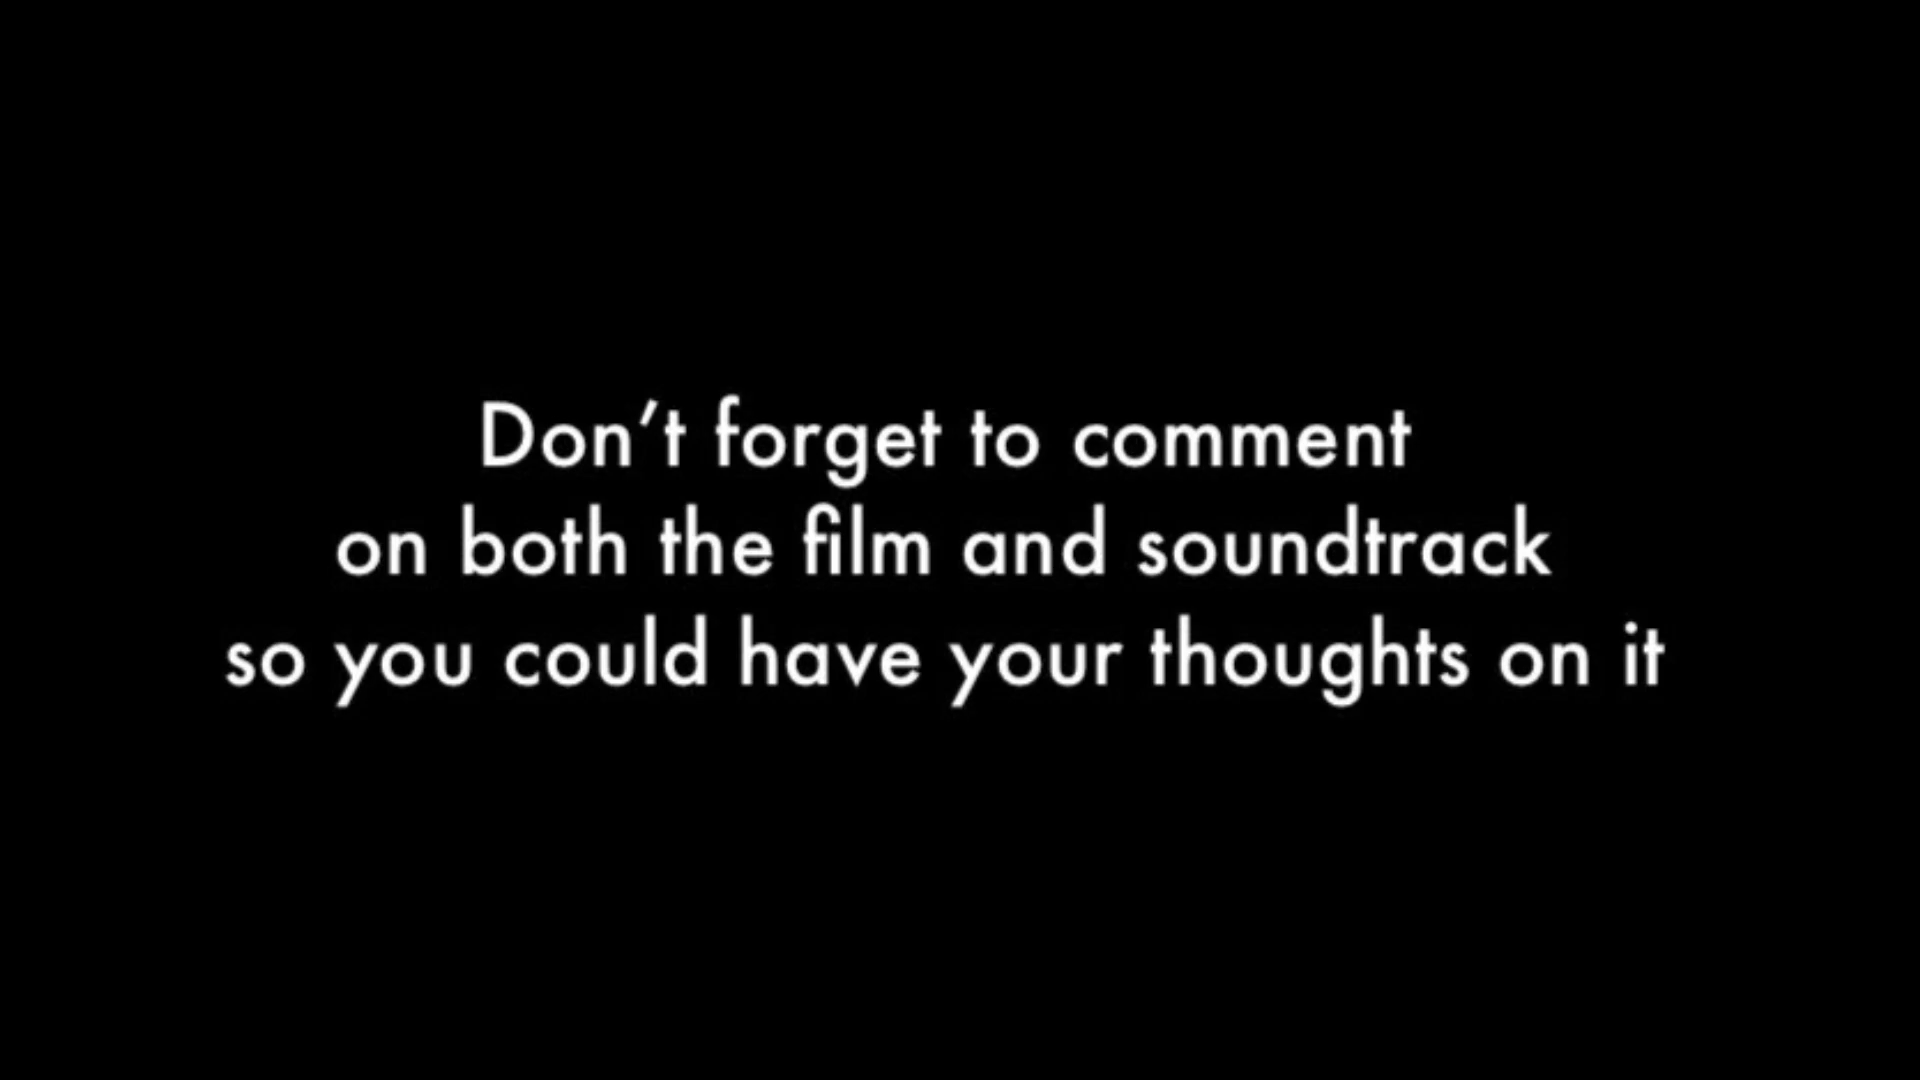 Don’t forget to comment
on both the film and soundtrack
so you could have your thoughts on it